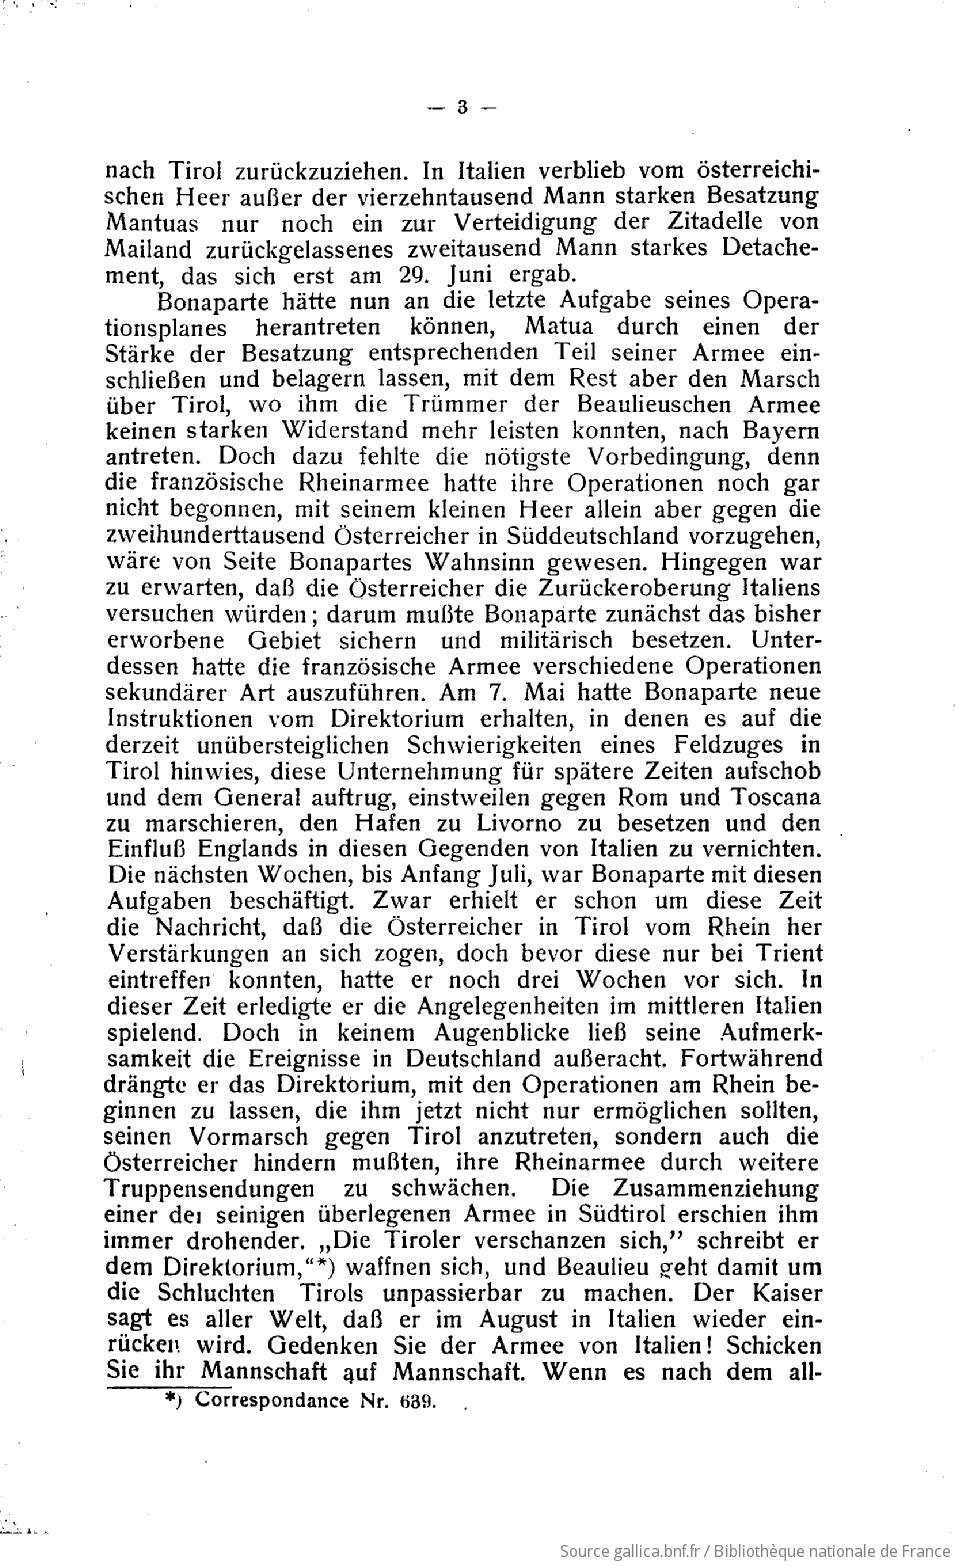 — 3 —
nach Tirol zurückzuziehen. In Italien verblieb vom österreichi-
schen Heer außer der vierzehntausend Mann starken Besatzung
Mantuas nur noch ein zur Verteidigung der Zitadelle von
Mailand zurückgelassenes zweitausend Mann starkes Detache-
ment, das sich erst am 29. Juni ergab.
Bonaparte hätte nun an die letzte Aufgabe seines Opera-
tionsplanes herantreten können, Matua durch einen der
Stärke der Besatzung entsprechenden Teil seiner Armee ein-
schließen und belagern lassen, mit dem Rest aber den Marsch
über Tirol, wo ihm die Trümmer der Beaulieuschen Armee
keinen starken Widerstand mehr leisten konnten, nach Bayern
antreten. Doch dazu fehlte die nötigste Vorbedingung, denn
die französische Rheinarmee hatte ihre Operationen noch gar
nicht begonnen, mit seinem kleinen Heer allein aber gegen die
zweihunderttausend Österreicher in Süddeutschland vorzugehen,
wäre von Seite Bonapartes Wahnsinn gewesen. Hingegen war
zu erwarten, daß die Österreicher die Zurückeroberung Italiens
versuchen würden; darum mußte Bonaparte zunächst das bisher
erworbene Gebiet sichern und militärisch besetzen. Unter-
dessen hatte die französische Armee verschiedene Operationen
sekundärer Art auszuführen. Am 7. Mai hatte Bonaparte neue
Instruktionen vom Direktorium erhalten, in denen es auf die
derzeit unübersteiglichen Schwierigkeiten eines Feldzuges in
Tirol hinwies, diese Unternehmung für spätere Zeiten aufschob
und dem General auftrug, einstweilen gegen Rom und Toscana
zu marschieren, den Hafen zu Livorno zu besetzen und den
Einfluß Englands in diesen Gegenden von Italien zu vernichten.
Die nächsten Wochen, bis Anfang Juli, war Bonaparte mit diesen
Aufgaben beschäftigt. Zwar erhielt er schon um diese Zeit
die Nachricht, daß die Österreicher in Tirol vom Rhein her
Verstärkungen an sich zogen, doch bevor diese nur bei Trient
eintreffen konnten, hatte er noch drei Wochen vor sich. In
dieser Zeit erledigte er die Angelegenheiten im mittleren Italien
spielend. Doch in keinem Augenblicke ließ seine Aufmerk-
samkeit die Ereignisse in Deutschland außeracht. Fortwährend
drängte er das Direktorium, mit den Operationen am Rhein be-
ginnen zu lassen, die ihm jetzt nicht nur ermöglichen sollten,
seinen Vormarsch gegen Tirol anzutreten, sondern auch die
Österreicher hindern mußten, ihre Rheinarmee durch weitere
Truppensendungen zu schwächen. Die Zusammenziehung
einer der seinigen überlegenen Armee in Südtirol erschien ihm
immer drohender. „Die Tiroler verschanzen sich,” schreibt er
dem Direktorium,“*) waffnen sich, und Beaulieu geht damit um
die Schluchten Tirols unpassierbar zu machen. Der Kaiser
sagt es aller Welt, daß er im August in Italien wieder ein-
rücken wird. Gedenken Sie der Armee von Italien! Schicken
Sie ihr Mannschaft auf Mannschaft. Wenn es nach dem all-
*) Correspondance Nr. 639.
Source gallica.bnf.fr / Bibliothèque nationale de France